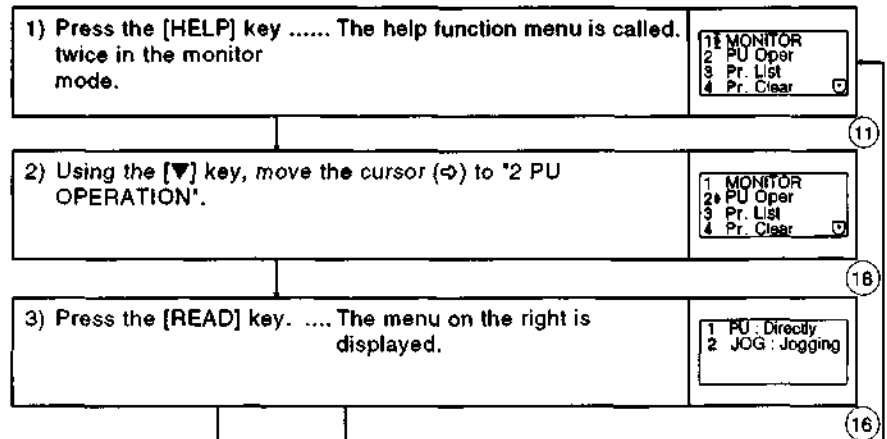 1) Press the [HELP] key ...... The help function menu is called.
twice in the monitor
mode.
1 MONITOR
2 PU Oper
3 Pr. List
4 Pr. Clear
11
2) Using the [▼] key, move the cursor (⇨) to "2 PU
OPERATION".
1 MONITOR
2 PU Oper
3 Pr. List
4 Pr. Clear
18
3) Press the [READ] key. .... The menu on the right is
displayed.
1 PU : Directly
2 JOG : Jogging
16